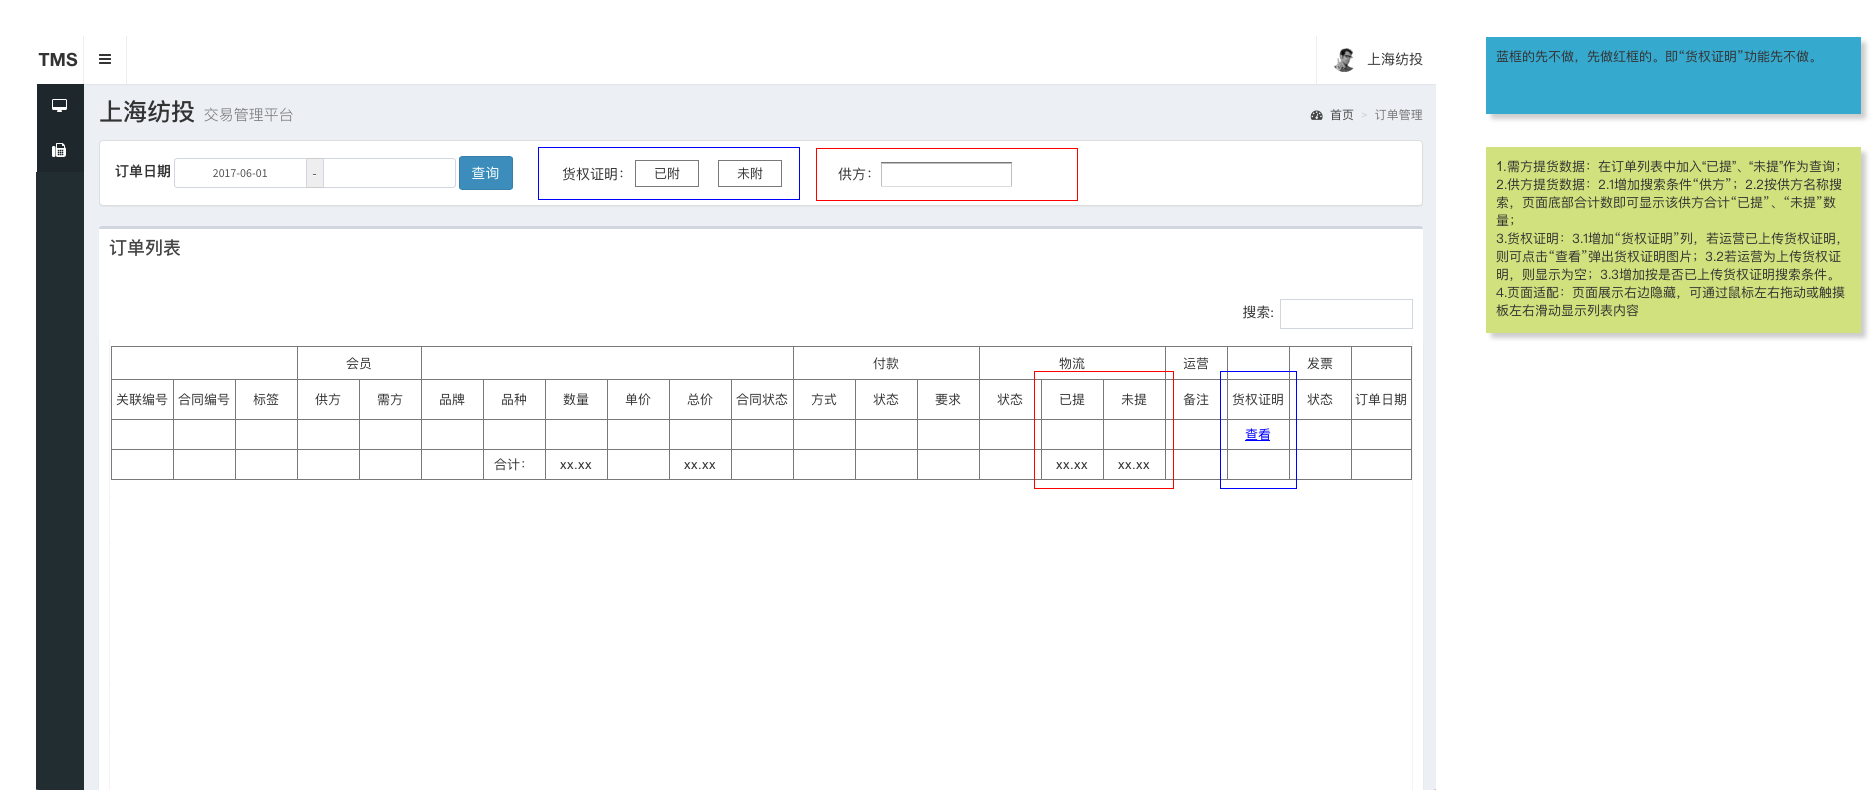 TMS
上海纺投
上海纺投 交易管理平台
首页 > 订单管理
订单日期 2017-06-01 - 查询 货权证明： 已附 未附 供方：
订单列表
搜索:
会员 付款 物流 运营 发票
关联编号 合同编号 标签 供方 需方 品牌 品种 数量 单价 总价 合同状态 方式 状态 要求 状态 已提 未提 备注 货权证明 状态 订单日期
查看
合计： xx.xx xx.xx xx.xx xx.xx
蓝框的先不做，先做红框的。即“货权证明”功能先不做。
1.需方提货数据：在订单列表中加入“已提”、“未提”作为查询；
2.供方提货数据：2.1增加搜索条件“供方”；2.2按供方名称搜
索，页面底部合计数即可显示该供方合计“已提”、“未提”数
量；
3.货权证明：3.1增加“货权证明”列，若运营已上传货权证明，
则可点击“查看”弹出货权证明图片；3.2若运营为上传货权证
明，则显示为空；3.3增加按是否已上传货权证明搜索条件。
4.页面适配：页面展示右边隐藏，可通过鼠标左右拖动或触摸
板左右滑动显示列表内容